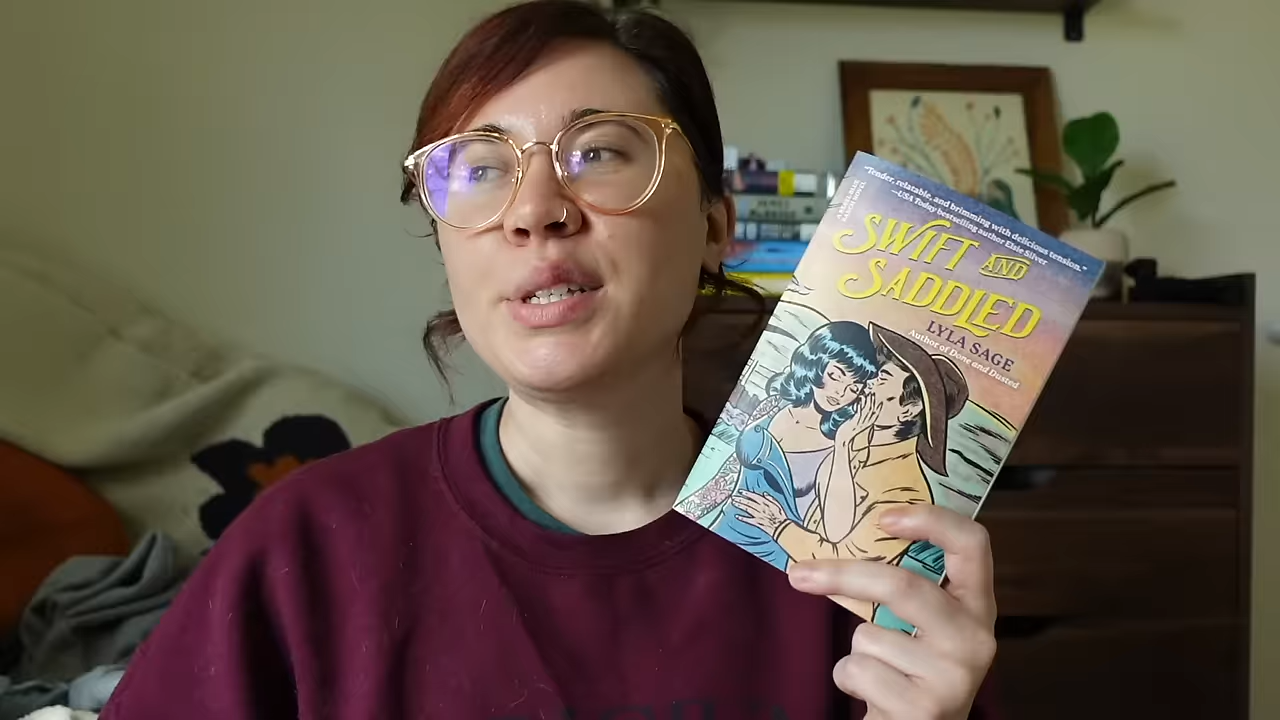 "Tender, relatable, and brimming with delicious tension."
—USA Today bestselling author Elsie Silver
SWIFT AND
SADDLED
LYLA SAGE
Author of Done and Dusted